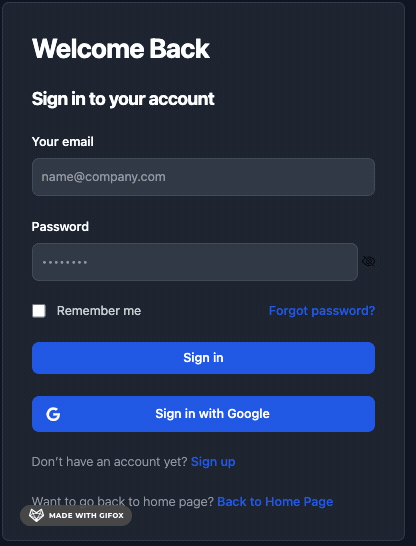 Welcome Back
Sign in to your account
Your email
name@company.com
Password
••••••••
Remember me Forgot password?
Sign in
G Sign in with Google
Don't have an account yet? Sign up
Want to go back to home page? Back to Home Page
MADE WITH GIFOX